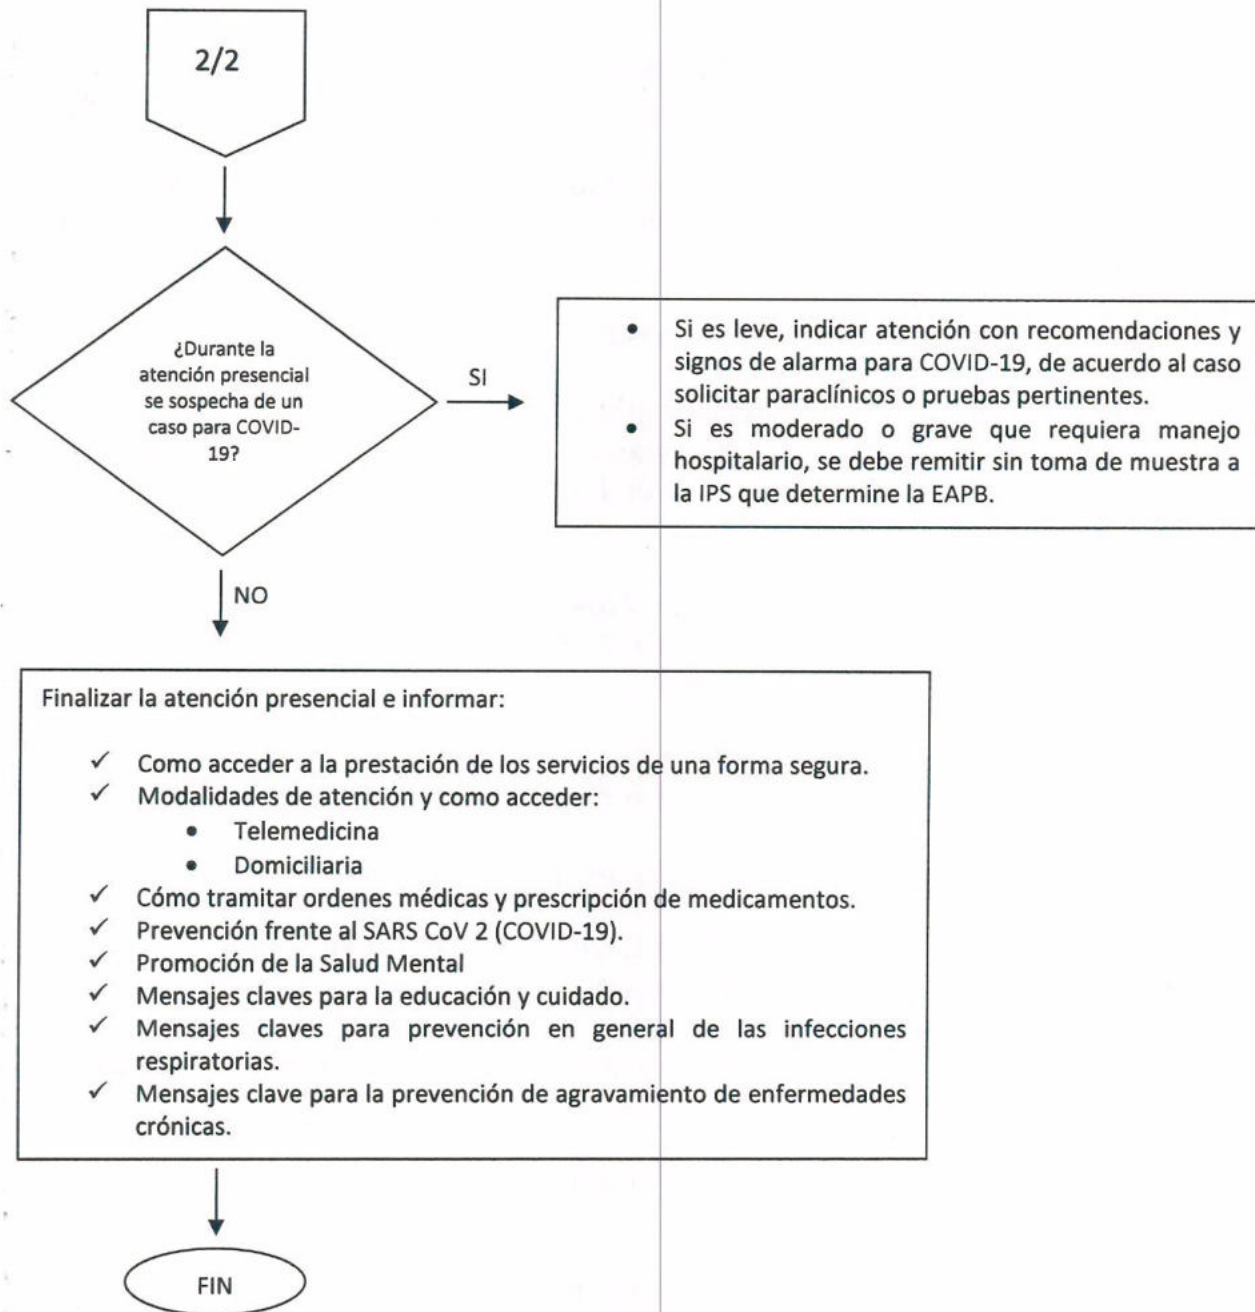 2/2
¿Durante la
atención presencial
se sospecha de un
caso para COVID-
19?
SI
• Si es leve, indicar atención con recomendaciones y
signos de alarma para COVID-19, de acuerdo al caso
solicitar paraclínicos o pruebas pertinentes.
• Si es moderado o grave que requiera manejo
hospitalario, se debe remitir sin toma de muestra a
la IPS que determine la EAPB.
NO
Finalizar la atención presencial e informar:
✓ Como acceder a la prestación de los servicios de una forma segura.
✓ Modalidades de atención y como acceder:
• Telemedicina
• Domiciliaria
✓ Cómo tramitar ordenes médicas y prescripción de medicamentos.
✓ Prevención frente al SARS CoV 2 (COVID-19).
✓ Promoción de la Salud Mental
✓ Mensajes claves para la educación y cuidado.
✓ Mensajes claves para prevención en general de las infecciones
respiratorias.
✓ Mensajes clave para la prevención de agravamiento de enfermedades
crónicas.
FIN